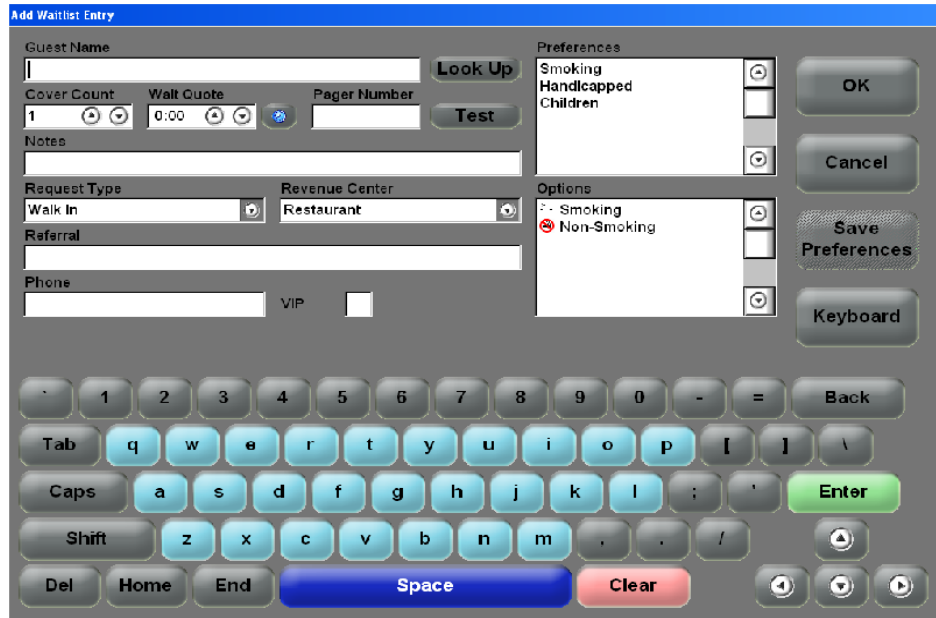 Add Waitlist Entry
Guest Name
Look Up
Cover Count Wait Quote Pager Number
1 0:00 Test
Notes
Request Type Revenue Center
Walk In Restaurant
Referral
Phone
VIP
Preferences
Smoking
Handicapped
Children
Options
Smoking
Non-Smoking
OK
Cancel
Save
Preferences
Keyboard
` 1 2 3 4 5 6 7 8 9 0 - = Back
Tab q w e r t y u i o p [ ] \
Caps a s d f g h j k l ; ' Enter
Shift z x c v b n m , . /
Del Home End Space Clear